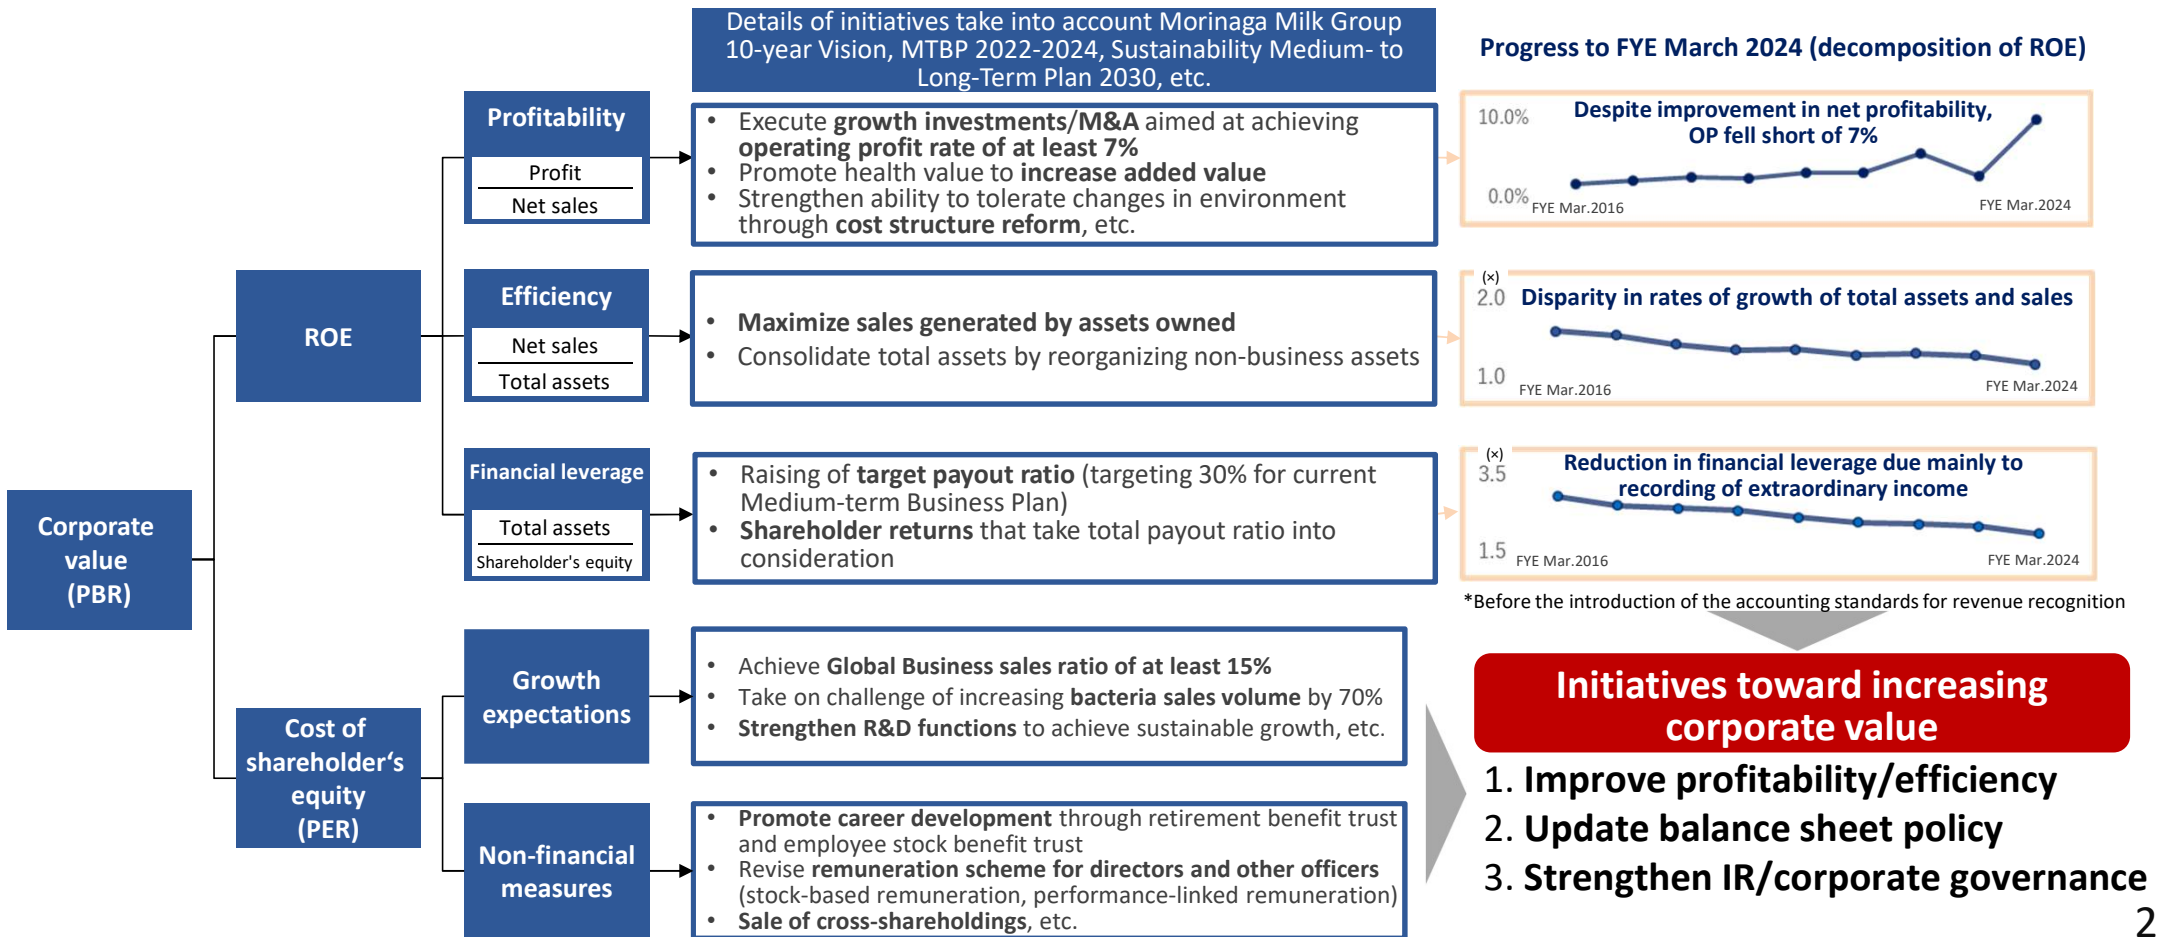 Details of initiatives take into account Morinaga Milk Group
10-year Vision, MTBP 2022-2024, Sustainability Medium- to
Long-Term Plan 2030, etc.
Progress to FYE March 2024 (decomposition of ROE)
Corporate
value
(PBR)
ROE
Profitability
Profit
Net sales
• Execute growth investments/M&A aimed at achieving
operating profit rate of at least 7%
• Promote health value to increase added value
• Strengthen ability to tolerate changes in environment
through cost structure reform, etc.
Despite improvement in net profitability,
OP fell short of 7%
10.0%
0.0%
FYE Mar.2016
FYE Mar.2024
Efficiency
Net sales
Total assets
• Maximize sales generated by assets owned
• Consolidate total assets by reorganizing non-business assets
(×)
2.0
Disparity in rates of growth of total assets and sales
1.0
FYE Mar.2016
FYE Mar.2024
Financial leverage
Total assets
Shareholder's equity
• Raising of target payout ratio (targeting 30% for current
Medium-term Business Plan)
• Shareholder returns that take total payout ratio into
consideration
(×)
3.5
Reduction in financial leverage due mainly to
recording of extraordinary income
1.5
FYE Mar.2016
FYE Mar.2024
*Before the introduction of the accounting standards for revenue recognition
Cost of
shareholder‘s
equity
(PER)
Growth
expectations
• Achieve Global Business sales ratio of at least 15%
• Take on challenge of increasing bacteria sales volume by 70%
• Strengthen R&D functions to achieve sustainable growth, etc.
Non-financial
measures
• Promote career development through retirement benefit trust
and employee stock benefit trust
• Revise remuneration scheme for directors and other officers
(stock-based remuneration, performance-linked remuneration)
• Sale of cross-shareholdings, etc.
Initiatives toward increasing
corporate value
1. Improve profitability/efficiency
2. Update balance sheet policy
3. Strengthen IR/corporate governance
2